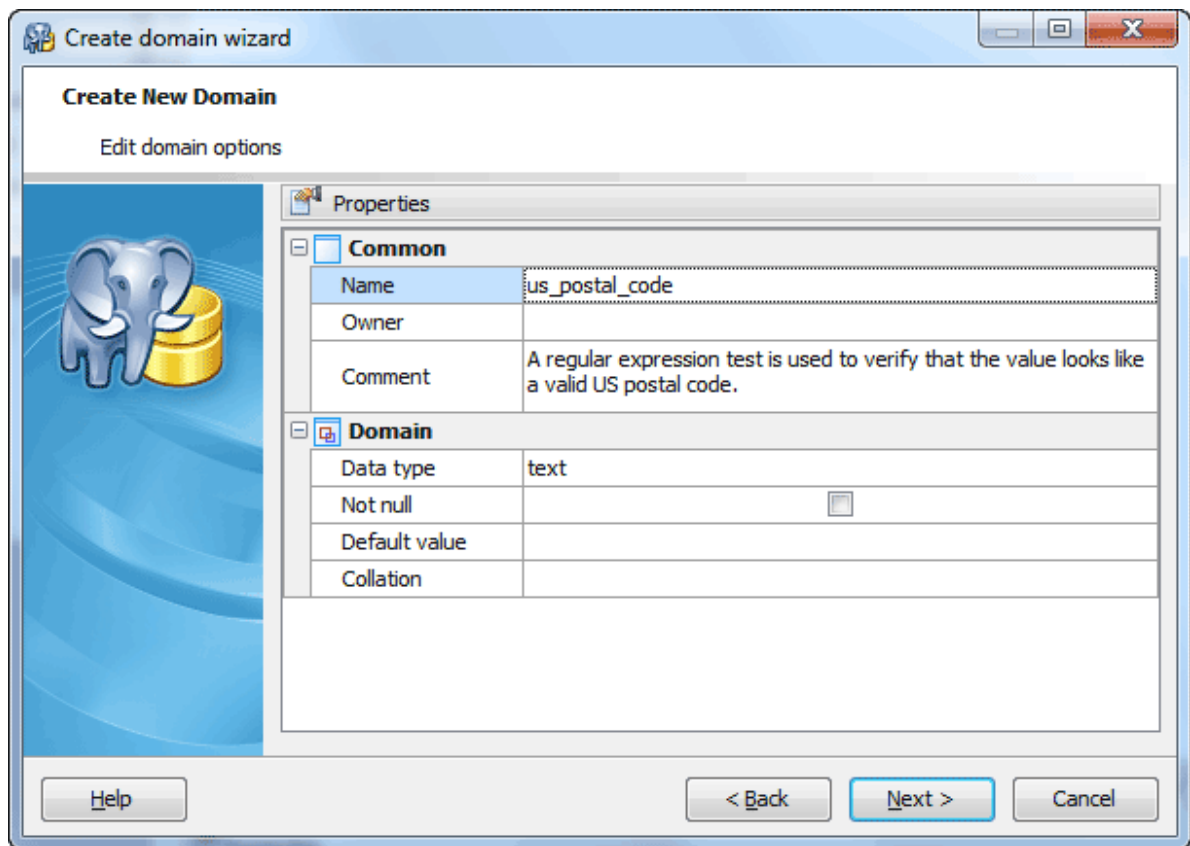 Create domain wizard
Create New Domain
Edit domain options
Properties
Common
Name us_postal_code
Owner
Comment A regular expression test is used to verify that the value looks like
a valid US postal code.
Domain
Data type text
Not null
Default value
Collation
Help < Back Next > Cancel